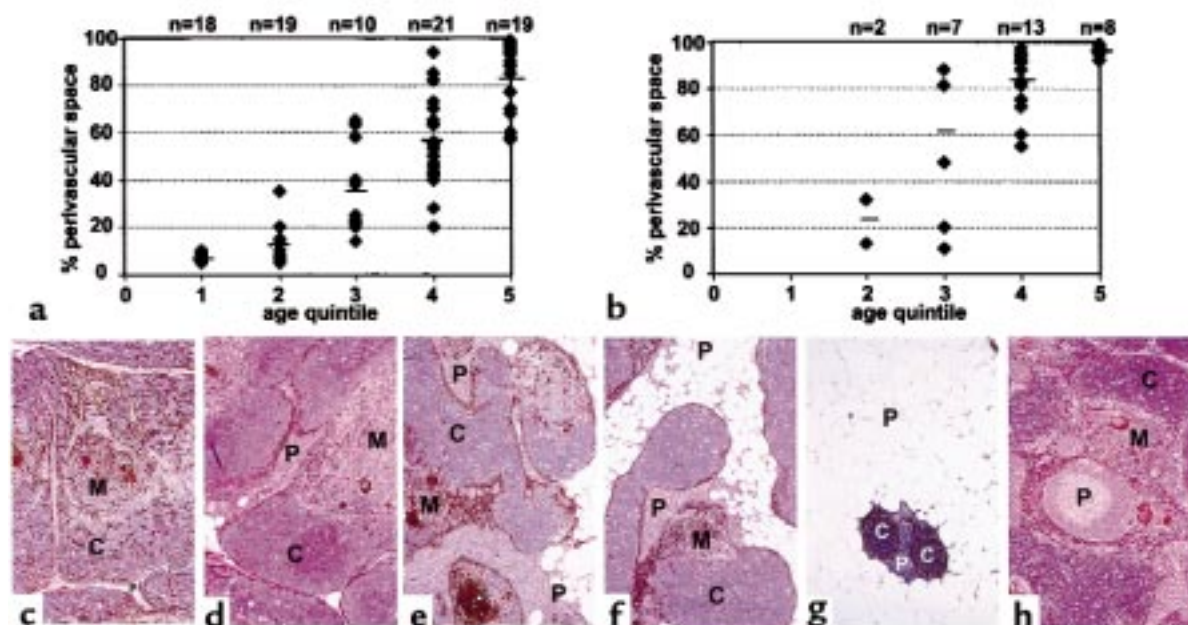 n=18 n=19 n=10 n=21 n=19
100
80
60
40
20
0
% perivascular space
0 1 2 3 4 5
age quintile
a
n=2 n=7 n=13 n=8
100
80
60
40
20
0
% perivascular space
0 1 2 3 4 5
age quintile
b
M
C
P
c
P
M
C
d
P
C
M
P
e
P
P
M
C
f
P
C
P
C
g
C
M
P
h